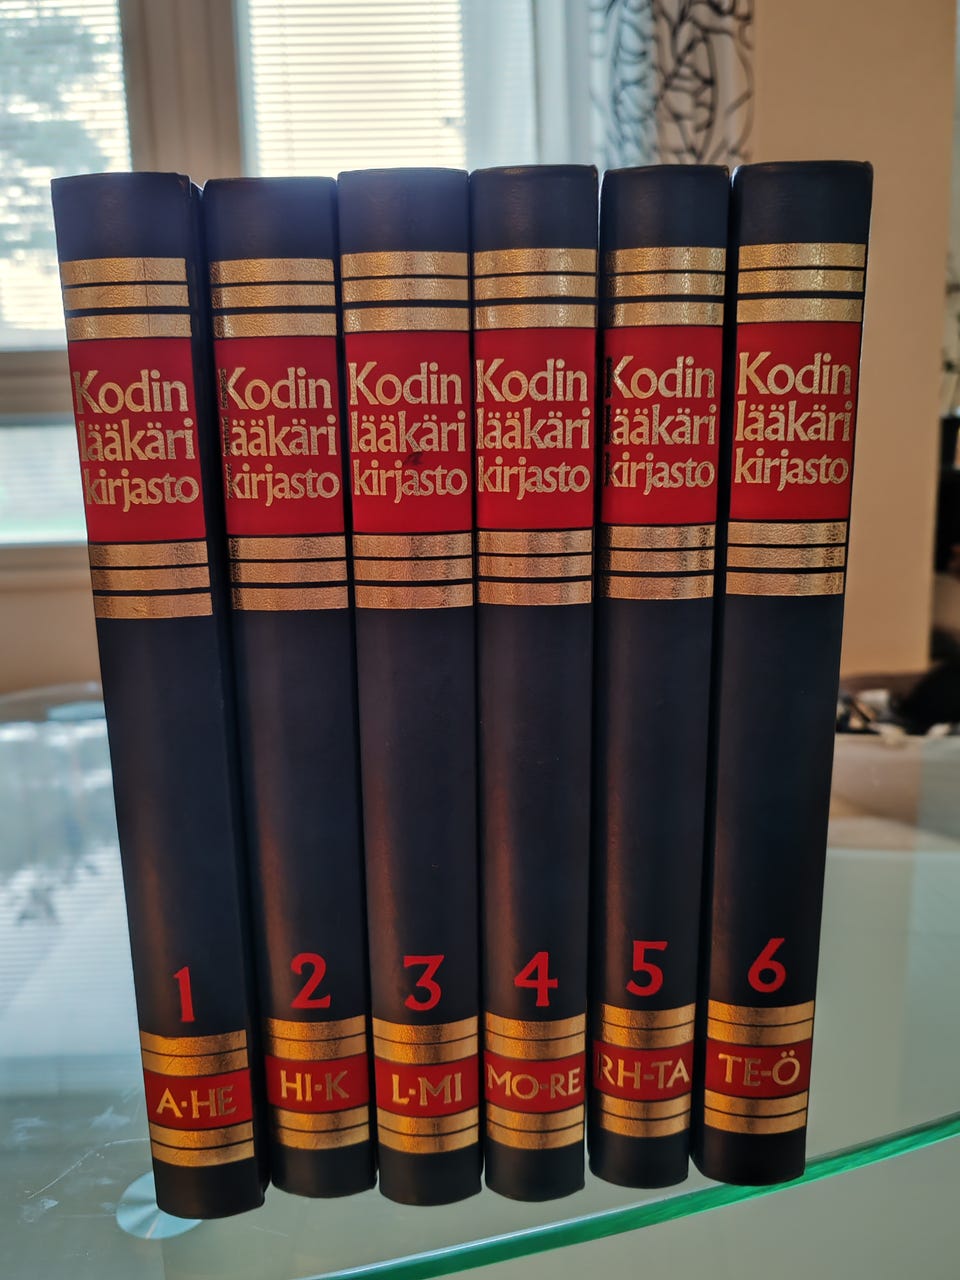 Kodin
lääkäri
kirjasto
1
A-HE
Kodin
lääkäri
kirjasto
2
HI-K
Kodin
lääkäri
kirjasto
3
L-MI
Kodin
lääkäri
kirjasto
4
MO-RE
Kodin
lääkäri
kirjasto
5
RH-TA
Kodin
lääkäri
kirjasto
6
TE-Ö